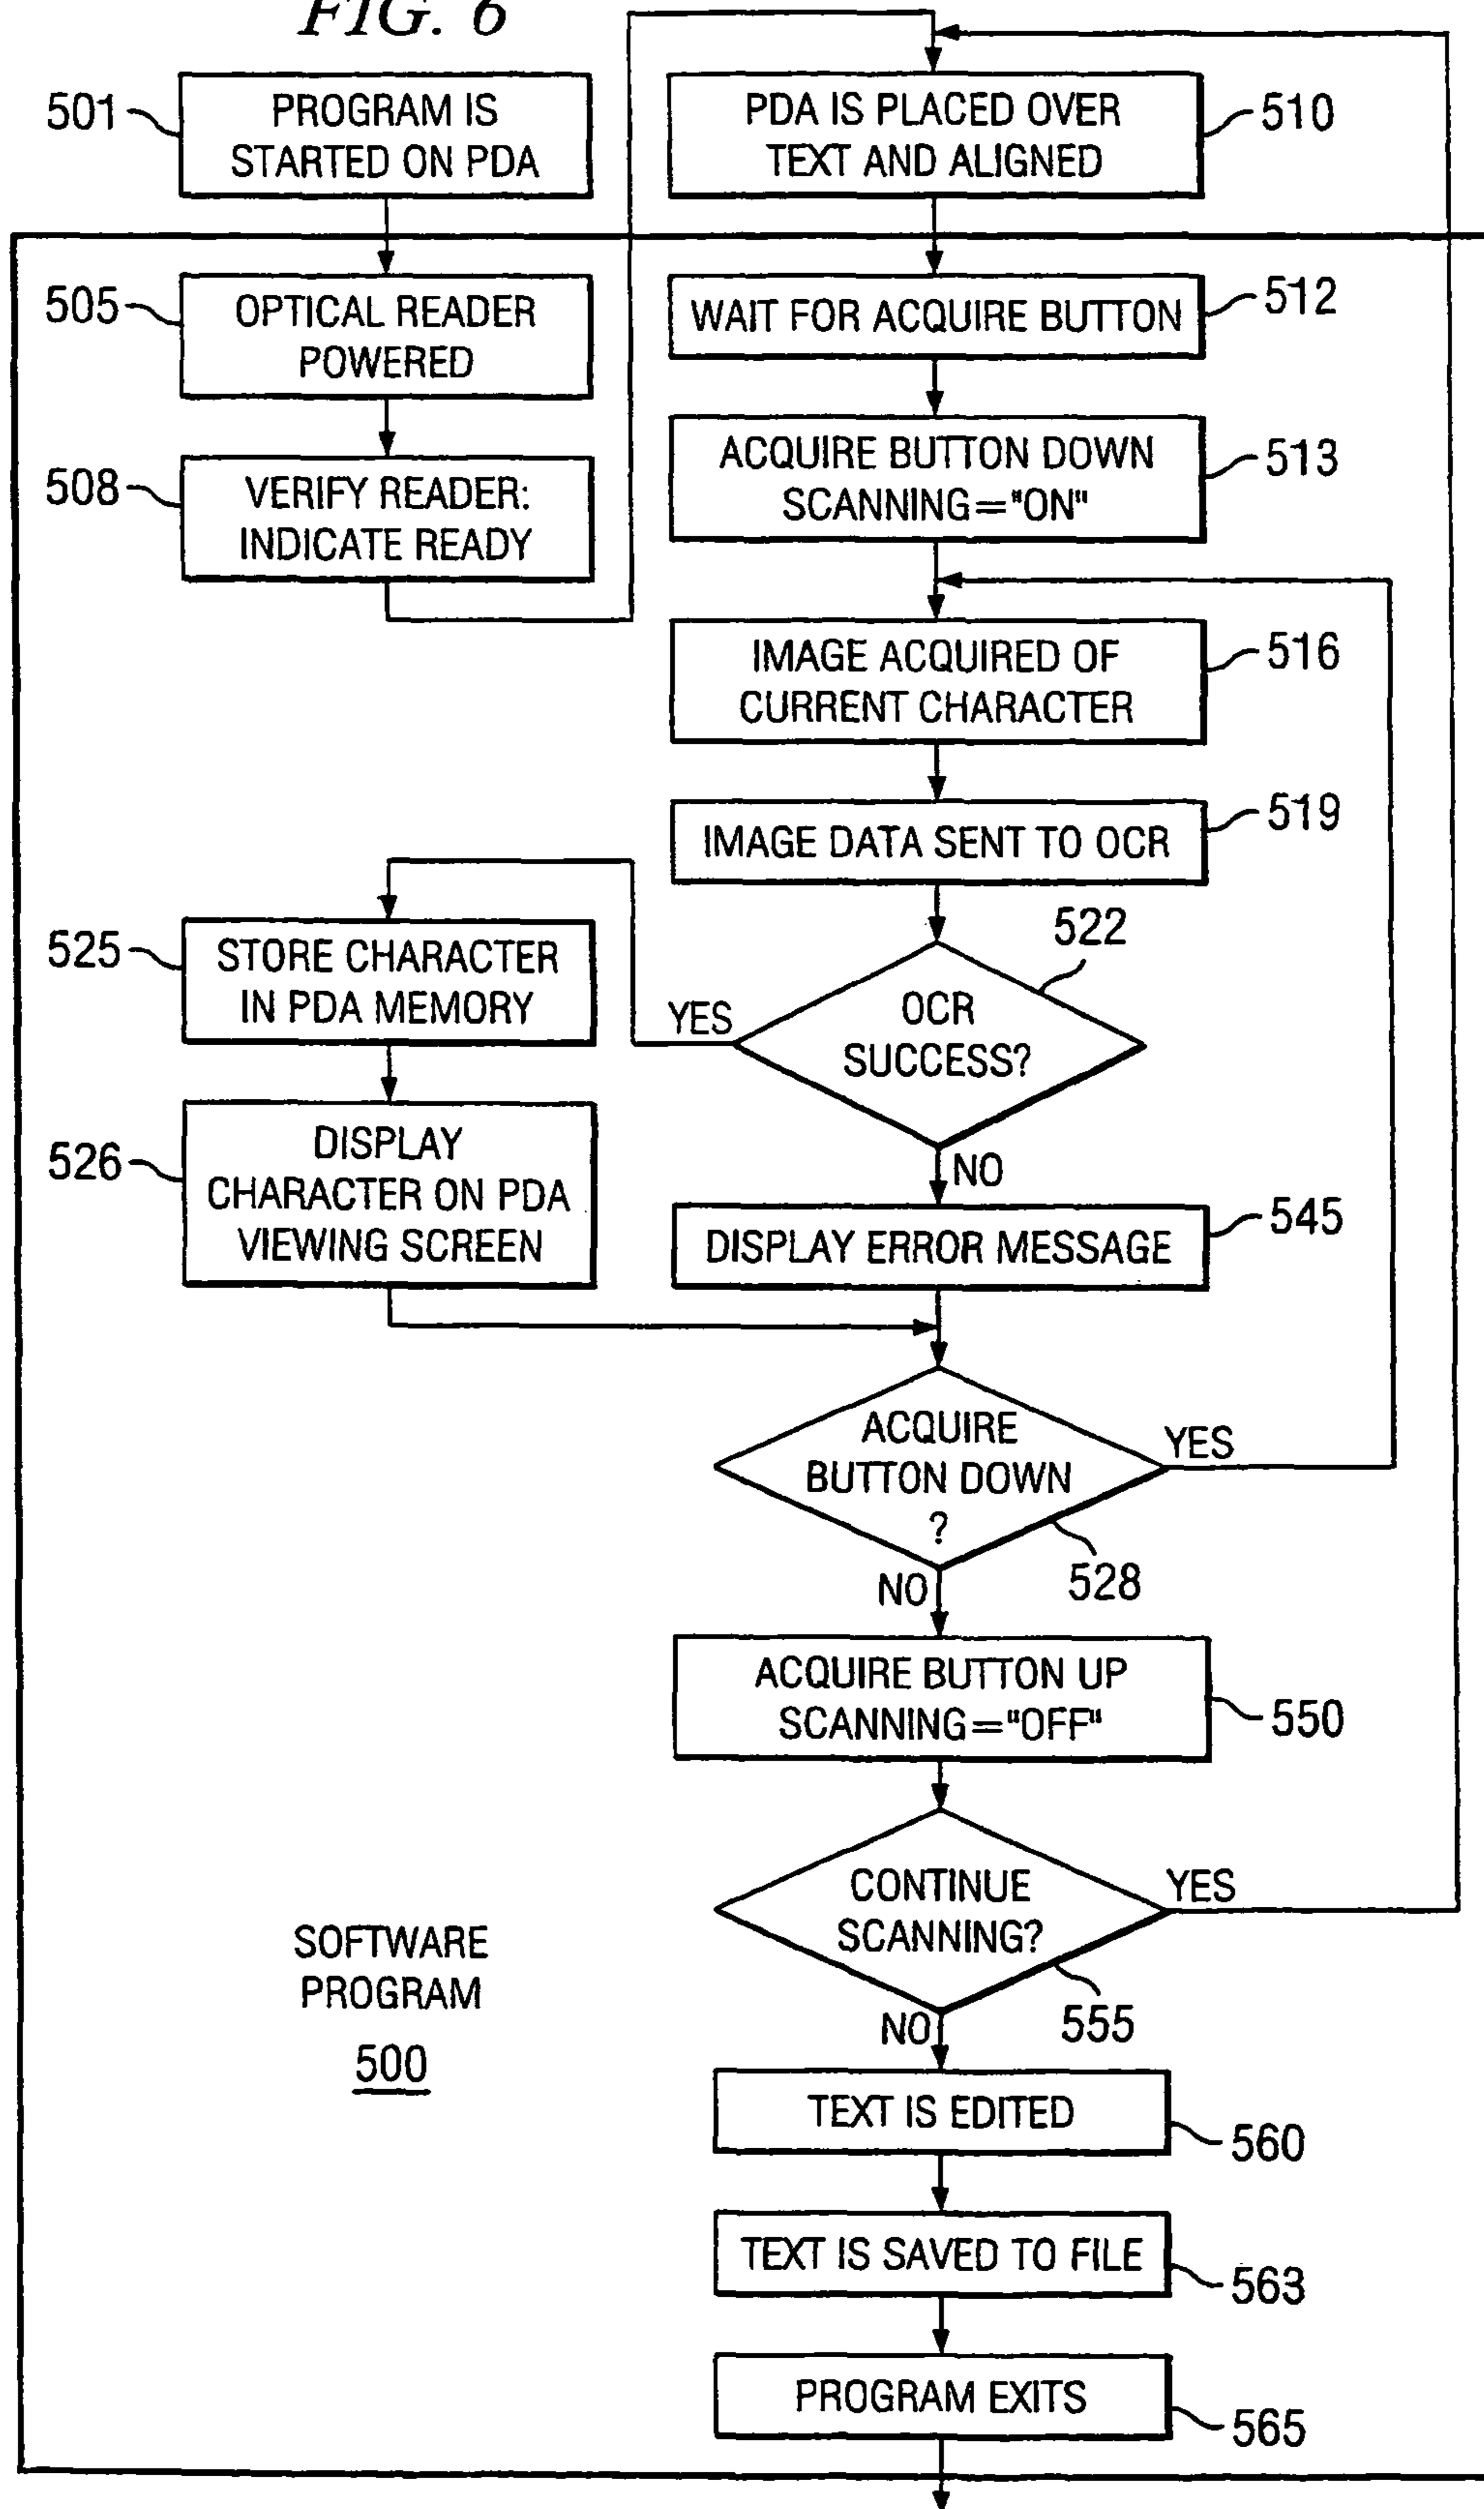 FIG. 6
501
PROGRAM IS
STARTED ON PDA
505
OPTICAL READER
POWERED
508
VERIFY READER:
INDICATE READY
PDA IS PLACED OVER
TEXT AND ALIGNED
510
WAIT FOR ACQUIRE BUTTON
512
ACQUIRE BUTTON DOWN
SCANNING="ON"
513
IMAGE ACQUIRED OF
CURRENT CHARACTER
516
IMAGE DATA SENT TO OCR
519
522
OCR
SUCCESS?
YES
NO
525
STORE CHARACTER
IN PDA MEMORY
526
DISPLAY
CHARACTER ON PDA
VIEWING SCREEN
DISPLAY ERROR MESSAGE
545
ACQUIRE
BUTTON DOWN
?
YES
528
NO
ACQUIRE BUTTON UP
SCANNING="OFF"
550
CONTINUE
SCANNING?
YES
555
NO
SOFTWARE
PROGRAM
500
TEXT IS EDITED
560
TEXT IS SAVED TO FILE
563
PROGRAM EXITS
565